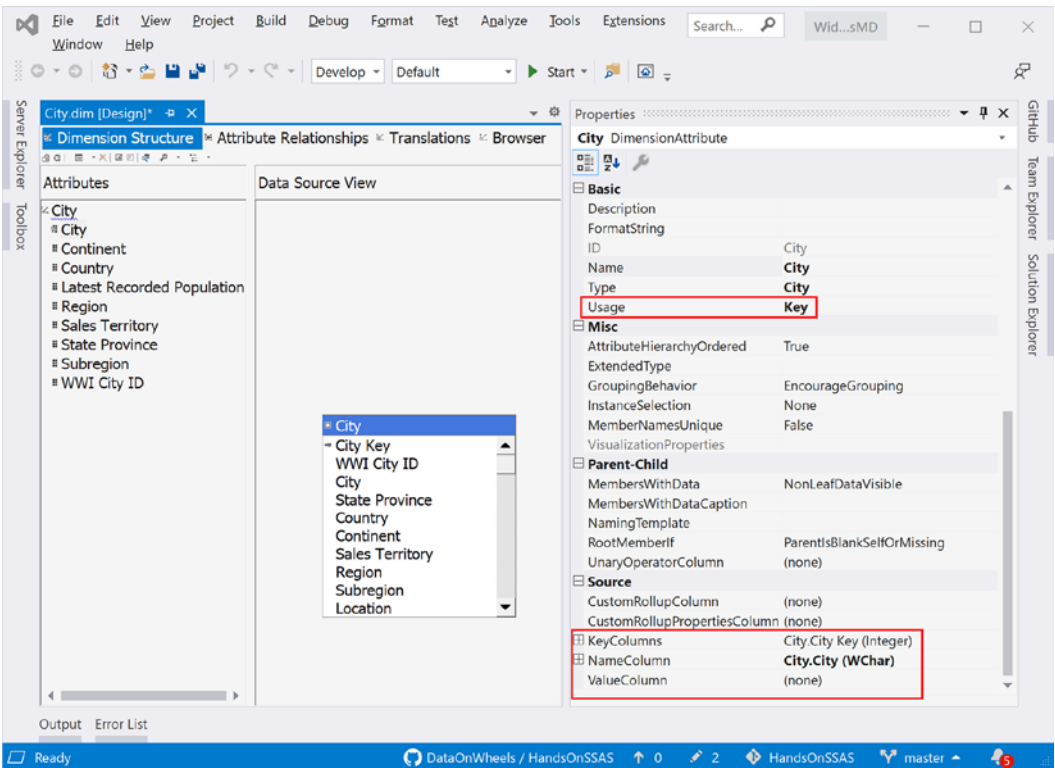 File Edit View Project Build Debug Format Test Analyze Tools Extensions Search... Wid...sMD
Window Help
Develop Default Start
City.dim [Design]*
Dimension Structure Attribute Relationships Translations Browser
Attributes Data Source View
City
City
Continent
Country
Latest Recorded Population
Region
Sales Territory
State Province
Subregion
WWI City ID
City
City Key
WWI City ID
City
State Province
Country
Continent
Sales Territory
Region
Subregion
Location
Properties
City DimensionAttribute
Basic
Description
FormatString
ID City
Name City
Type City
Usage Key
Misc
AttributeHierarchyOrdered True
ExtendedType
GroupingBehavior EncourageGrouping
InstanceSelection None
MemberNamesUnique False
VisualizationProperties
Parent-Child
MembersWithData NonLeafDataVisible
MembersWithDataCaption
NamingTemplate
RootMemberIf ParentIsBlankSelfOrMissing
UnaryOperatorColumn (none)
Source
CustomRollupColumn (none)
CustomRollupPropertiesColumn (none)
KeyColumns City.City Key (Integer)
NameColumn City.City (WChar)
ValueColumn (none)
Server Explorer
Toolbox
GitHub
Team Explorer
Solution Explorer
Output Error List
Ready DataOnWheels / HandsOnSSAS 0 2 HandsOnSSAS master 5